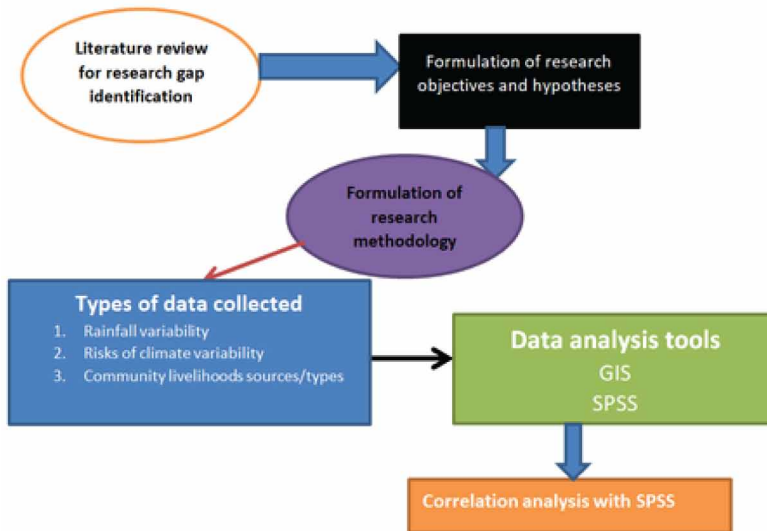 Literature review
for research gap
identification
Formulation of research
objectives and hypotheses
Formulation of
research
methodology
Types of data collected
1. Rainfall variability
2. Risks of climate variability
3. Community livelihoods sources/types
Data analysis tools
GIS
SPSS
Correlation analysis with SPSS